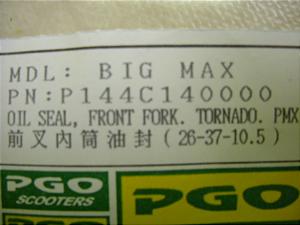 MDL: BIG MAX
PN:P144C140000
OIL SEAL, FRONT FORK. TORNADO. PMX
前叉內筒油封(26-37-10.5)
PGO PGO
SCOOTERS